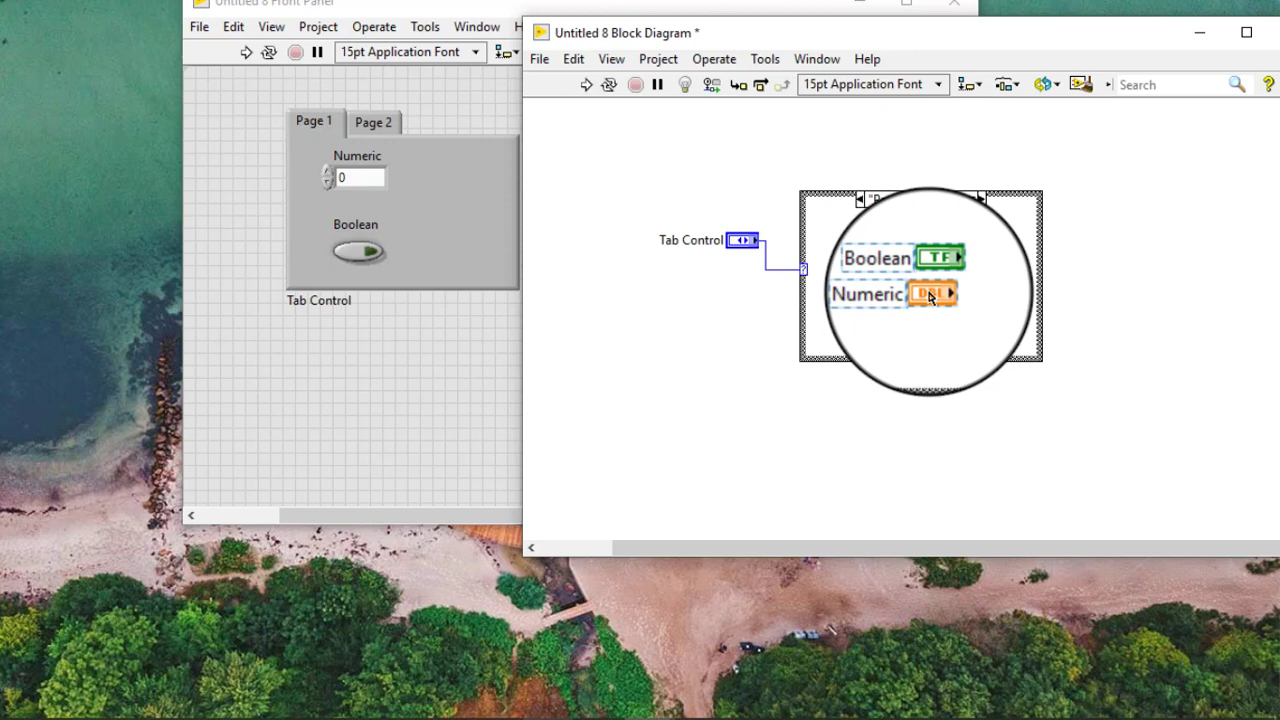 Untitled 8 Front Panel
File Edit View Project Operate Tools Window H
15pt Application Font
Page 1 Page 2
Numeric
0
Boolean
Tab Control
Untitled 8 Block Diagram *
File Edit View Project Operate Tools Window Help
15pt Application Font
Search
?
Tab Control
?
Boolean TF
Numeric DBL